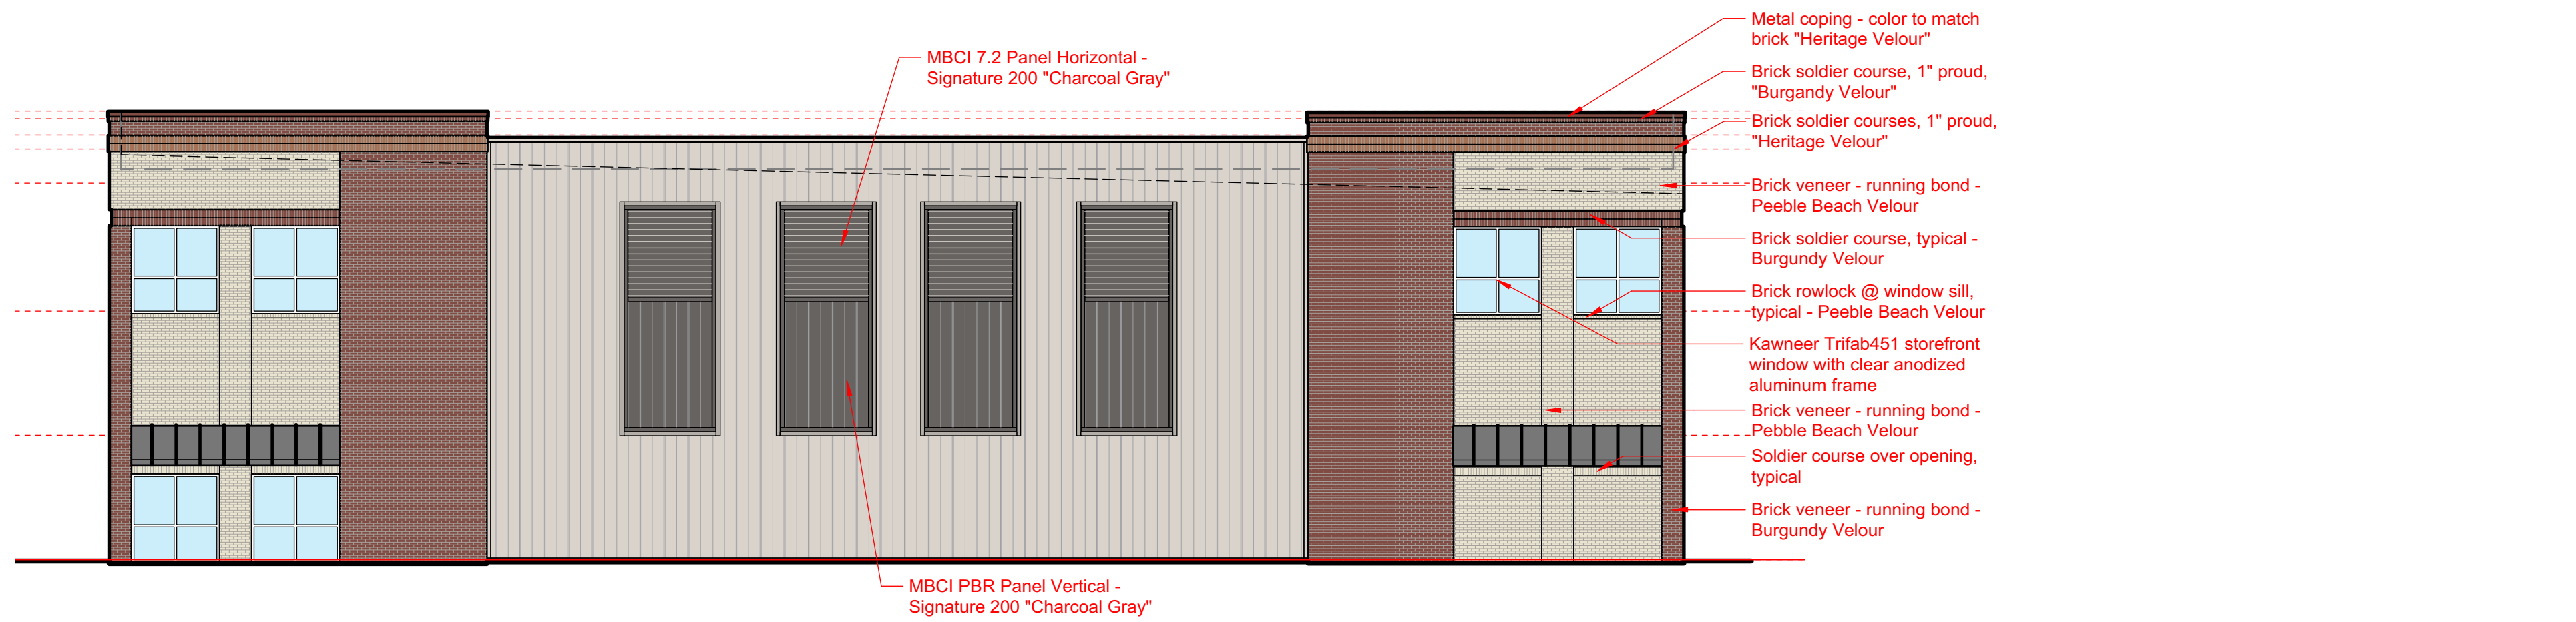 MBCI 7.2 Panel Horizontal -
Signature 200 "Charcoal Gray"
Metal coping - color to match
brick "Heritage Velour"
Brick soldier course, 1" proud,
"Burgandy Velour"
Brick soldier courses, 1" proud,
"Heritage Velour"
Brick veneer - running bond -
Peeble Beach Velour
Brick soldier course, typical -
Burgundy Velour
Brick rowlock @ window sill,
typical - Peeble Beach Velour
Kawneer Trifab451 storefront
window with clear anodized
aluminum frame
Brick veneer - running bond -
Pebble Beach Velour
Soldier course over opening,
typical
Brick veneer - running bond -
Burgundy Velour
MBCI PBR Panel Vertical -
Signature 200 "Charcoal Gray"